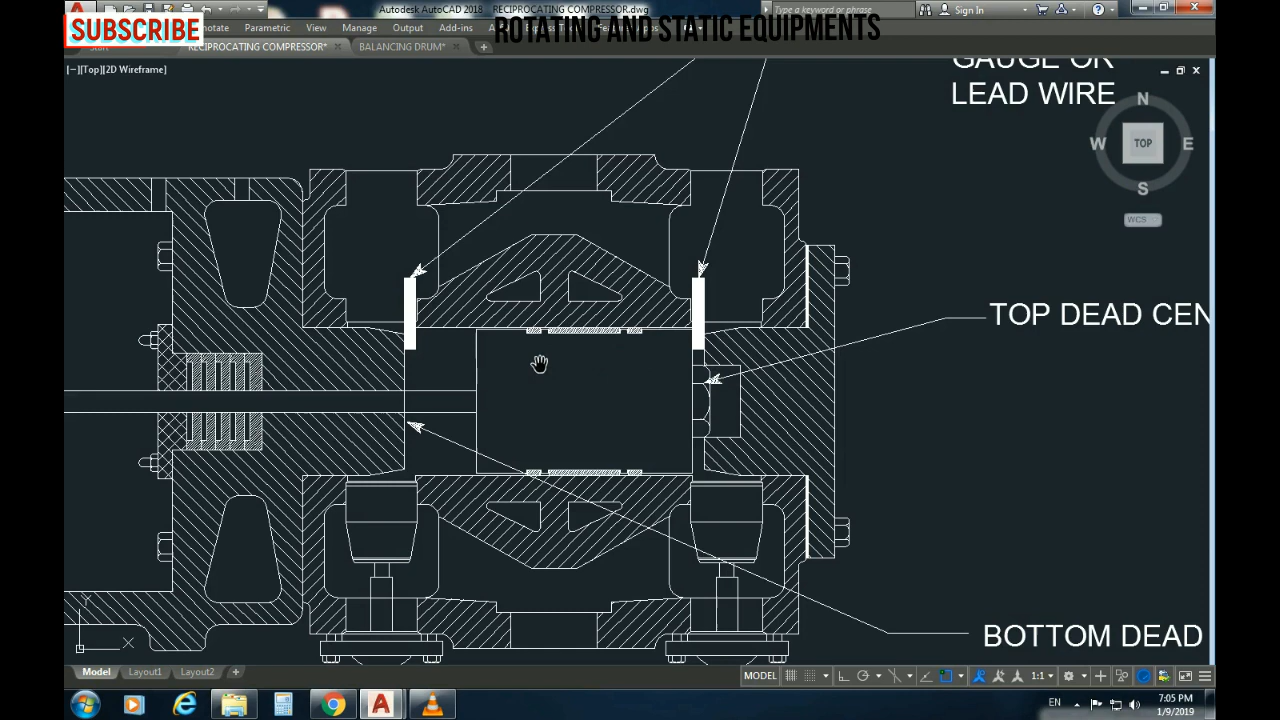 Autodesk AutoCAD 2018 RECIPROCATING COMPRESSOR.dwg
Type a keyword or phrase
Sign In
SUBSCRIBE
ROTATING AND STATIC EQUIPMENTS
Parametric View Manage Output Add-ins
RECIPROCATING COMPRESSOR* BALANCING DRUM*
[−][Top][2D Wireframe]
GAUGE OR
LEAD WIRE
N
W TOP E
S
WCS
TOP DEAD CEN
BOTTOM DEAD
Y
X
Model Layout1 Layout2 +
MODEL 1:1
EN 7:05 PM
1/9/2019